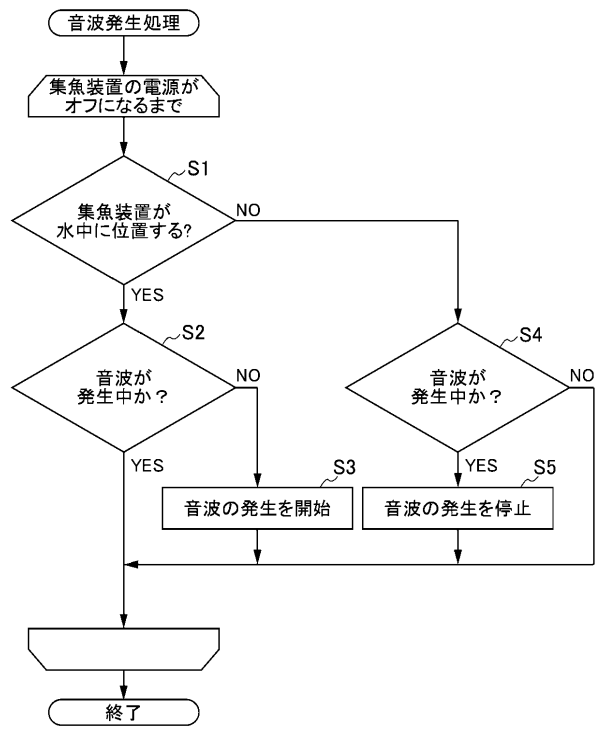 音波発生処理
集魚装置の電源が
オフになるまで
S1
集魚装置が
水中に位置する?
NO
YES
S2
音波が
発生中か？
NO
YES
S4
音波が
発生中か？
NO
YES
S3
音波の発生を開始
S5
音波の発生を停止
終了